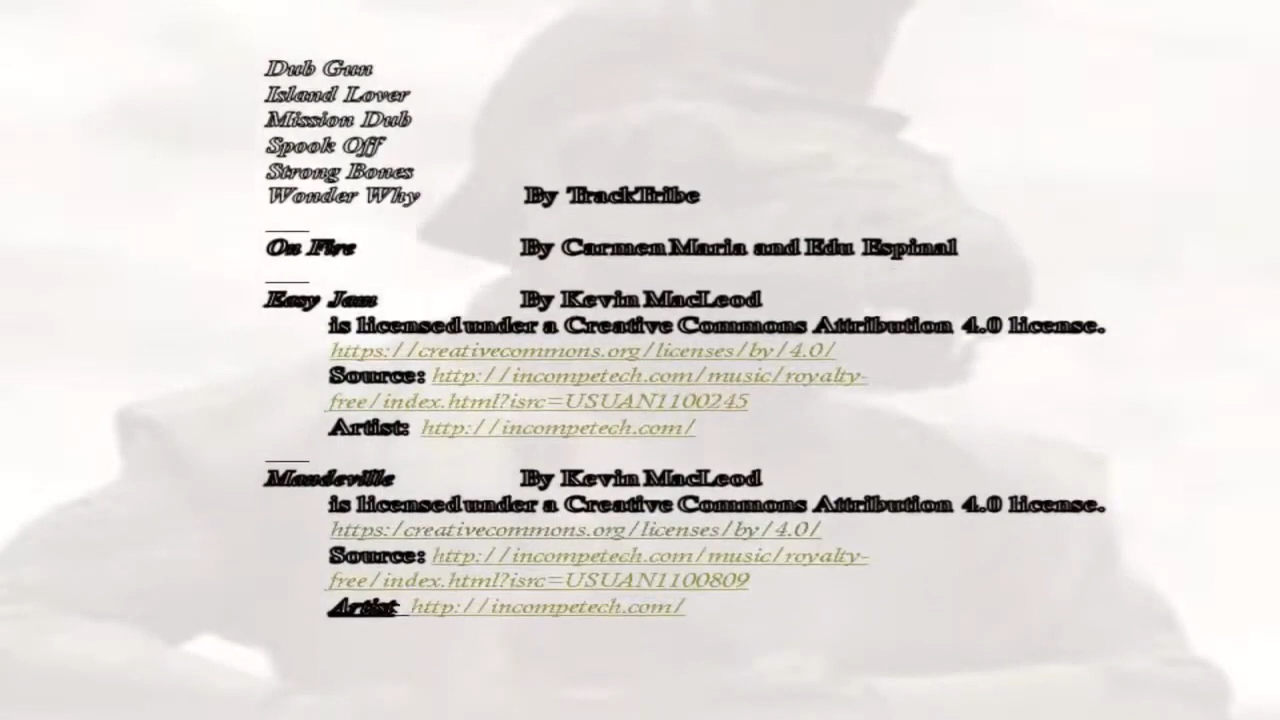 Dub Gun
Island Lover
Mission Dub
Spook Off
Strong Bones
Wonder Why By TrackTribe
On Fire By Carmen Maria and Edu Espinal
Easy Jam By Kevin MacLeod
is licensed under a Creative Commons Attribution 4.0 license.
https://creativecommons.org/licenses/by/4.0/
Source: http://incompetech.com/music/royalty-
free/index.html?isrc=USUAN1100245
Artist: http://incompetech.com/
Mandeville By Kevin MacLeod
is licensed under a Creative Commons Attribution 4.0 license.
https:/creativecommons.org/licenses/by/4.0/
Source: http://incompetech.com/music/royalty-
free/index.html?isrc=USUAN1100809
Artist http://incompetech.com/